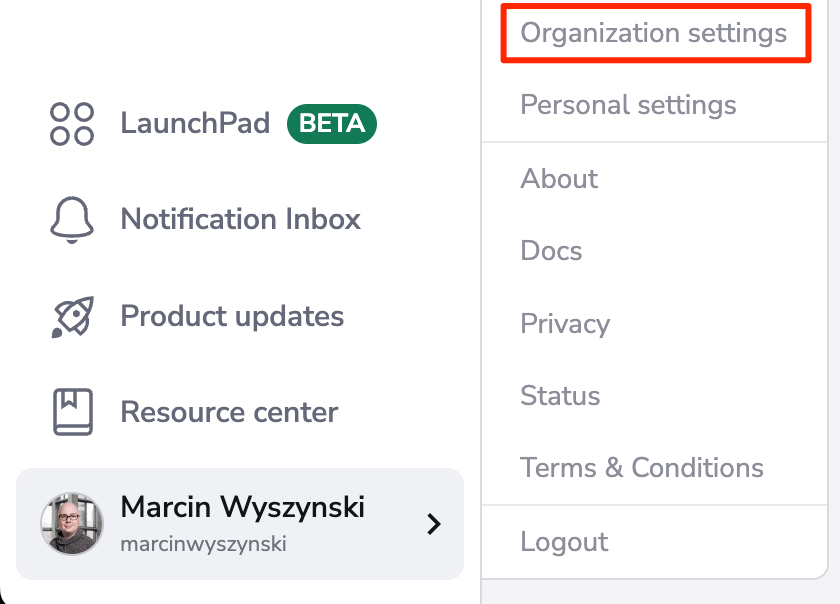 LaunchPad BETA
Notification Inbox
Product updates
Resource center
Marcin Wyszynski
marcinwyszynski
Organization settings
Personal settings
About
Docs
Privacy
Status
Terms & Conditions
Logout